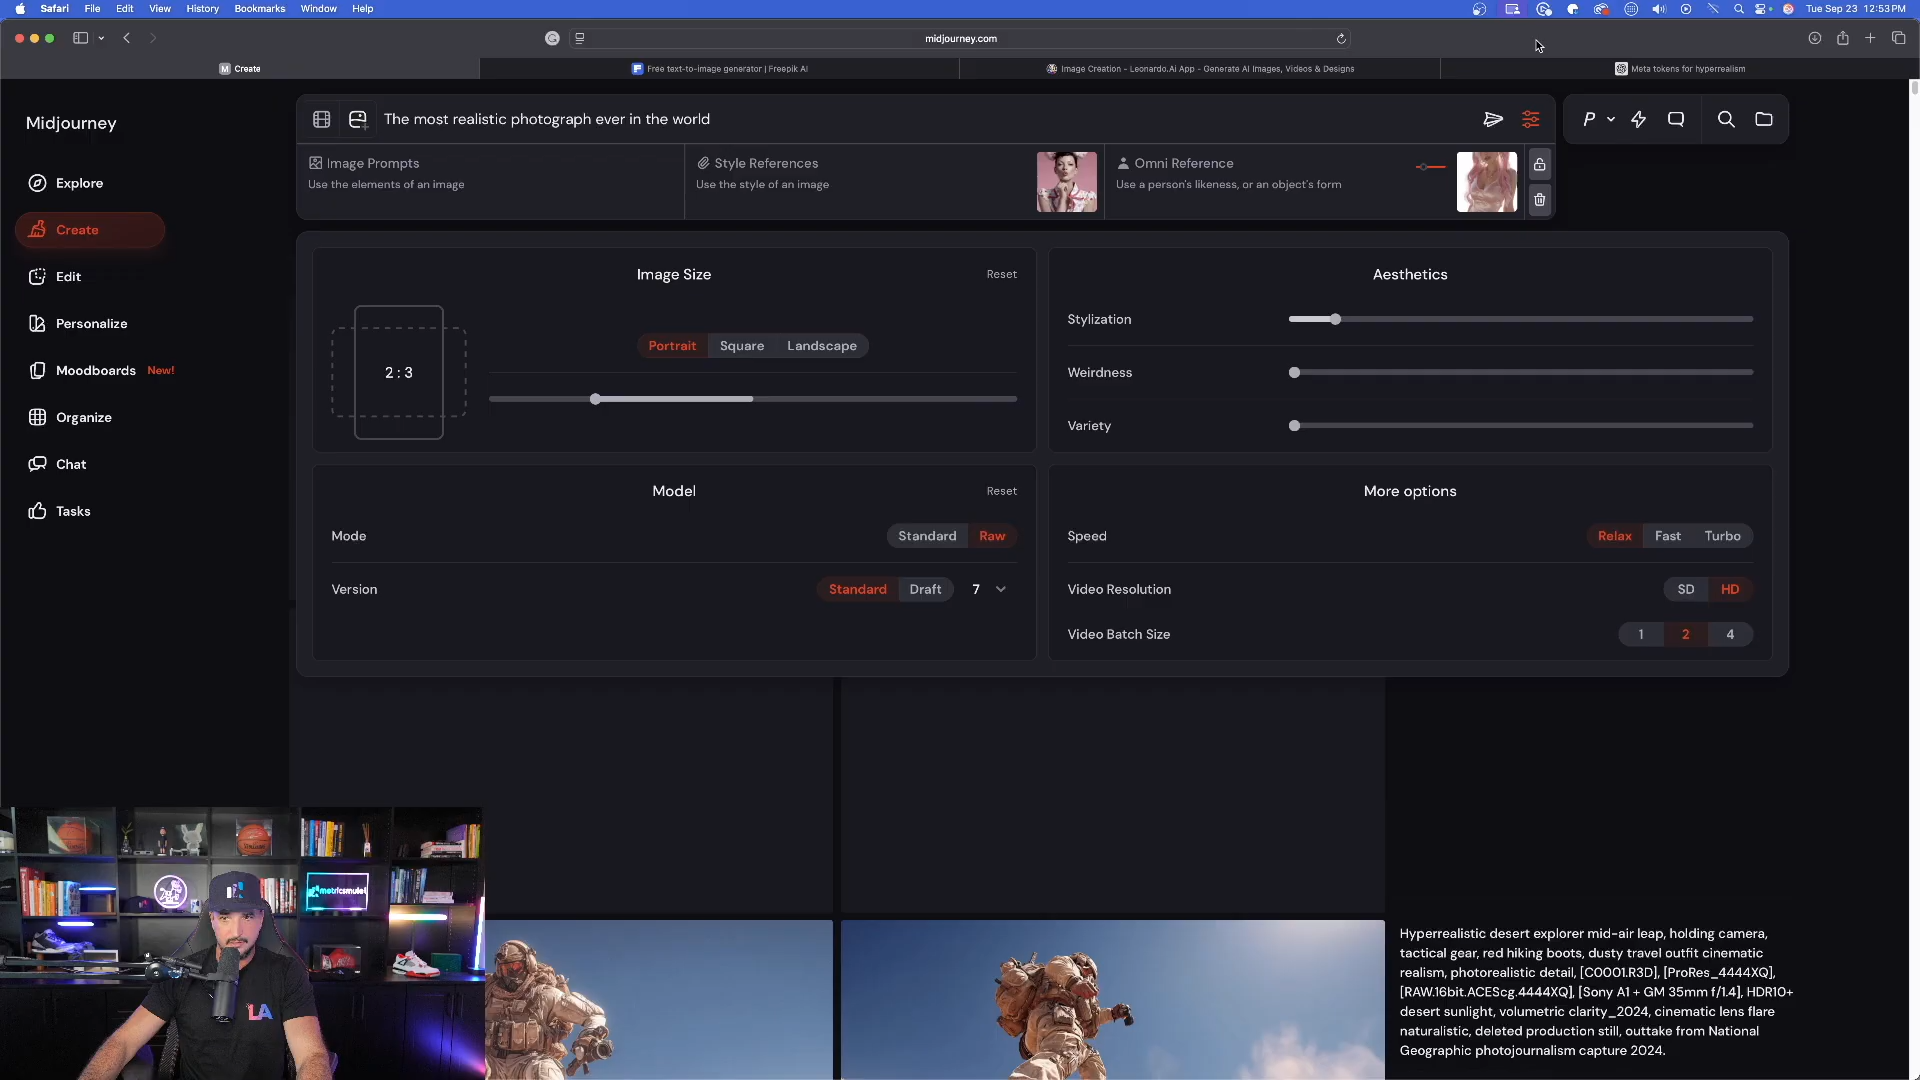 Safari File Edit View History Bookmarks Window Help Tue Sep 23 12:53 PM
midjourney.com
Create
Free text-to-image generator | Freepik AI
Image Creation - Leonardo.Ai App - Generate AI Images, Videos & Designs
Meta tokens for hyperrealism
Midjourney
The most realistic photograph ever in the world
P
Image Prompts
Use the elements of an image
Style References
Use the style of an image
Omni Reference
Use a person's likeness, or an object's form
Explore
Create
Edit
Personalize
Moodboards New!
Organize
Chat
Tasks
Image Size Reset
2 : 3
Portrait Square Landscape
Aesthetics
Stylization
Weirdness
Variety
Model Reset
Mode Standard Raw
Version Standard Draft 7
More options
Speed Relax Fast Turbo
Video Resolution SD HD
Video Batch Size 1 2 4
Hyperrealistic desert explorer mid-air leap, holding camera,
tactical gear, red hiking boots, dusty travel outfit cinematic
realism, photorealistic detail, [C0001.R3D], [ProRes_4444XQ],
[RAW.16bit.ACEScg.4444XQ], [Sony A1 + GM 35mm f/1.4], HDR10+
desert sunlight, volumetric clarity_2024, cinematic lens flare
naturalistic, deleted production still, outtake from National
Geographic photojournalism capture 2024.
LA